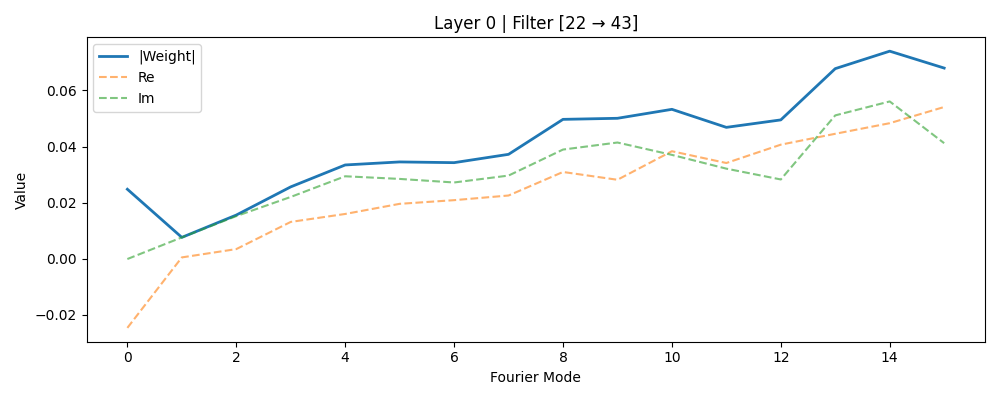 Layer 0 | Filter [22 → 43]
|Weight|
Re
Im
0.06
0.04
0.02
0.00
−0.02
Value
0 2 4 6 8 10 12 14
Fourier Mode